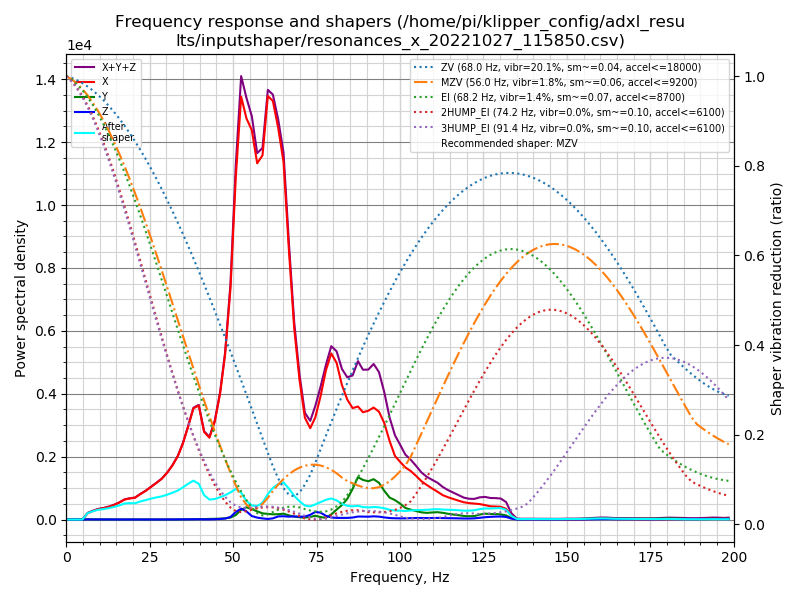 Frequency response and shapers (/home/pi/klipper_config/adxl_resu
lts/inputshaper/resonances_x_20221027_115850.csv)
1e4
X+Y+Z
X
Y
Z
After
shaper
ZV (68.0 Hz, vibr=20.1%, sm~=0.04, accel<=18000)
MZV (56.0 Hz, vibr=1.8%, sm~=0.06, accel<=9200)
EI (68.2 Hz, vibr=1.4%, sm~=0.07, accel<=8700)
2HUMP_EI (74.2 Hz, vibr=0.0%, sm~=0.10, accel<=6100)
3HUMP_EI (91.4 Hz, vibr=0.0%, sm~=0.10, accel<=6100)
Recommended shaper: MZV
Power spectral density
1.4
1.2
1.0
0.8
0.6
0.4
0.2
0.0
0 25 50 75 100 125 150 175 200
Frequency, Hz
1.0
0.8
0.6
0.4
0.2
0.0
Shaper vibration reduction (ratio)